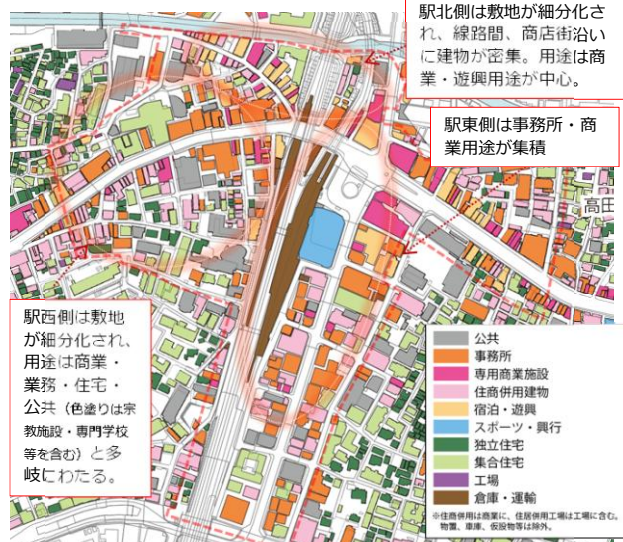 駅北側は敷地が細分化さ
れ、線路間、商店街沿い
に建物が密集。用途は商
業・遊興用途が中心。
駅東側は事務所・商
業用途が集積
高田
駅西側は敷地
が細分化され、
用途は商業・
業務・住宅・
公共（色塗りは宗
教施設・専門学校
等を含む）と多
岐にわたる。
公共
事務所
専用商業施設
住商併用建物
宿泊・遊興
スポーツ・興行
独立住宅
集合住宅
工場
倉庫・運輸
※住商併用は商業に、住居併用工場は工場に含む。
物置、車庫、仮設物等は除外。